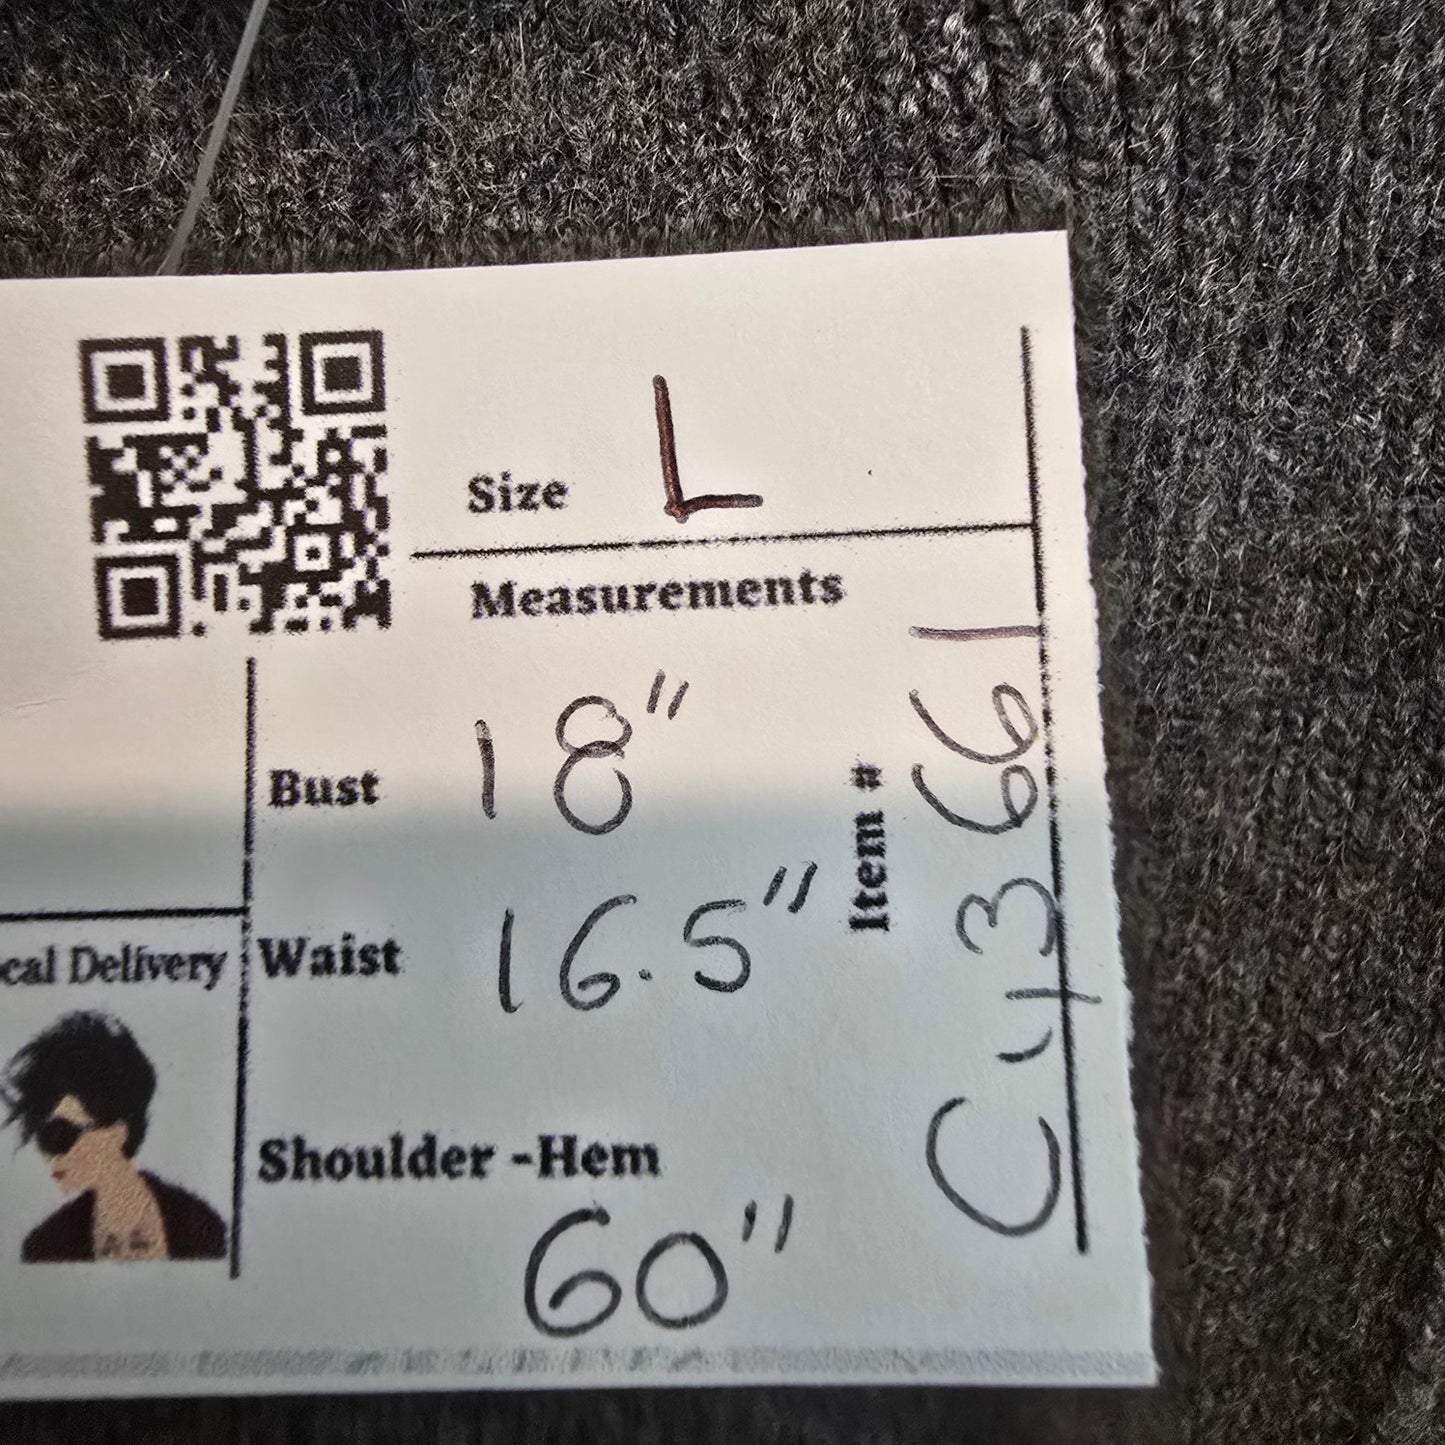 Size L
Measurements
Bust 18"
Waist 16.5"
Shoulder -Hem
60"
Item #
C43661
cal Delivery